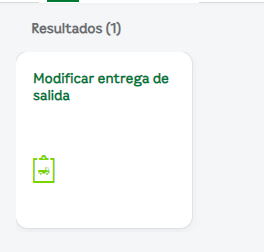 Resultados (1)
Modificar entrega de
salida